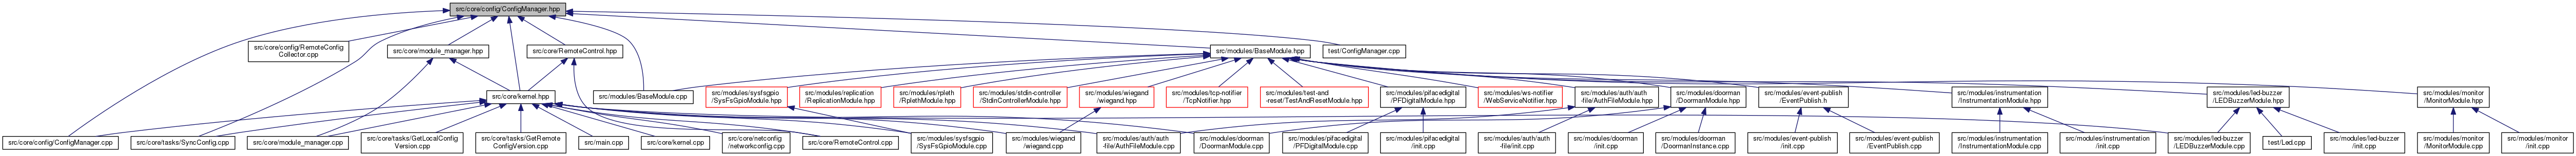 src/core/config/ConfigManager.hpp
src/core/config/RemoteConfig
Collector.cpp
src/core/module_manager.hpp
src/core/RemoteControl.hpp
src/modules/BaseModule.hpp
test/ConfigManager.cpp
src/core/kernel.hpp
src/modules/BaseModule.cpp
src/modules/sysfsgpio
/SysFsGpioModule.hpp
src/modules/replication
/ReplicationModule.hpp
src/modules/rpleth
/RplethModule.hpp
src/modules/stdin-controller
/StdinControllerModule.hpp
src/modules/wiegand
/wiegand.hpp
src/modules/tcp-notifier
/TcpNotifier.hpp
src/modules/test-and
-reset/TestAndResetModule.hpp
src/modules/pifacedigital
/PFDigitalModule.hpp
src/modules/ws-notifier
/WebServiceNotifier.hpp
src/modules/auth/auth
-file/AuthFileModule.hpp
src/modules/doorman
/DoormanModule.hpp
src/modules/event-publish
/EventPublish.h
src/modules/instrumentation
/InstrumentationModule.hpp
src/modules/led-buzzer
/LEDBuzzerModule.hpp
src/modules/monitor
/MonitorModule.hpp
src/core/config/ConfigManager.cpp
src/core/tasks/SyncConfig.cpp
src/core/module_manager.cpp
src/core/tasks/GetLocalConfig
Version.cpp
src/core/tasks/GetRemote
ConfigVersion.cpp
src/main.cpp
src/core/kernel.cpp
src/core/netconfig
/networkconfig.cpp
src/core/RemoteControl.cpp
src/modules/sysfsgpio
/SysFsGpioModule.cpp
src/modules/wiegand
/wiegand.cpp
src/modules/auth/auth
-file/AuthFileModule.cpp
src/modules/doorman
/DoormanModule.cpp
src/modules/pifacedigital
/PFDigitalModule.cpp
src/modules/pifacedigital
/init.cpp
src/modules/auth/auth
-file/init.cpp
src/modules/doorman
/init.cpp
src/modules/doorman
/DoormanInstance.cpp
src/modules/event-publish
/init.cpp
src/modules/event-publish
/EventPublish.cpp
src/modules/instrumentation
/InstrumentationModule.cpp
src/modules/instrumentation
/init.cpp
src/modules/led-buzzer
/LEDBuzzerModule.cpp
test/Led.cpp
src/modules/led-buzzer
/init.cpp
src/modules/monitor
/MonitorModule.cpp
src/modules/monitor
/init.cpp